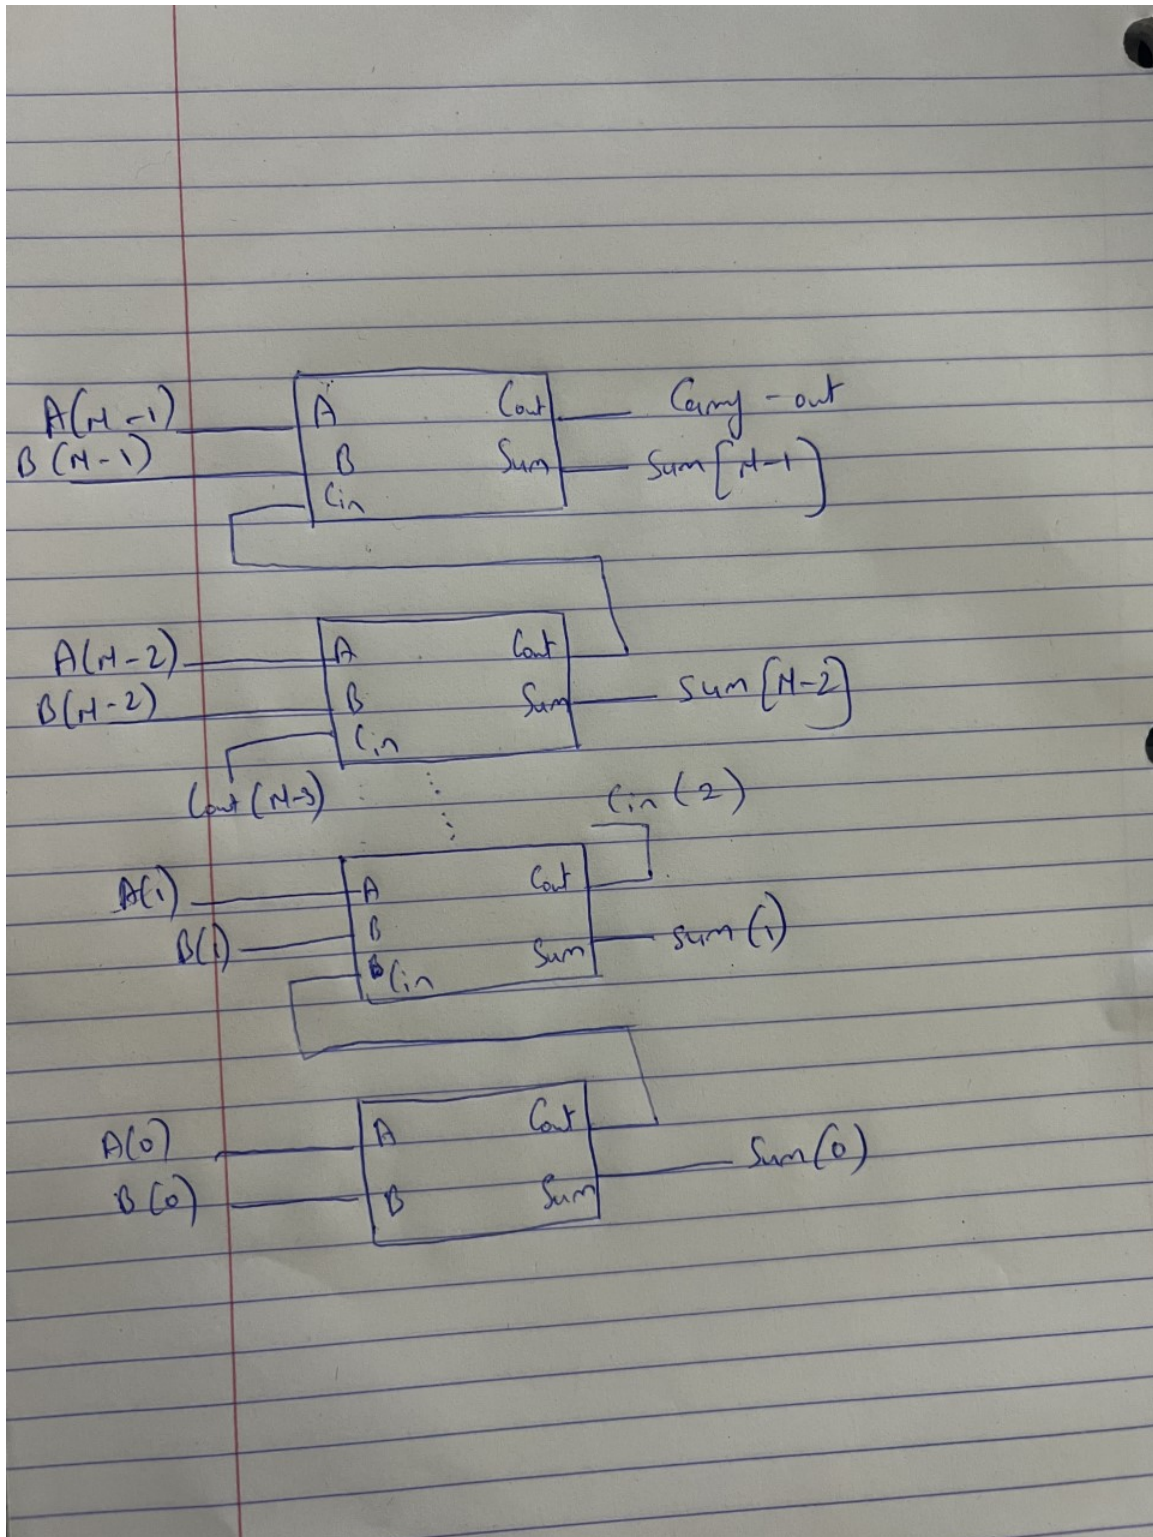 A(N-1) A Cout Carry-out
B(N-1) B Sum Sum[N-1]
Cin
A(N-2) A Cout
B(N-2) B Sum sum[N-2]
Cin
Cout(N-3) Cin(2)
A(1) A Cout
B(1) B Sum sum(1)
Cin
A(0) A Cout
B(0) B Sum Sum(0)